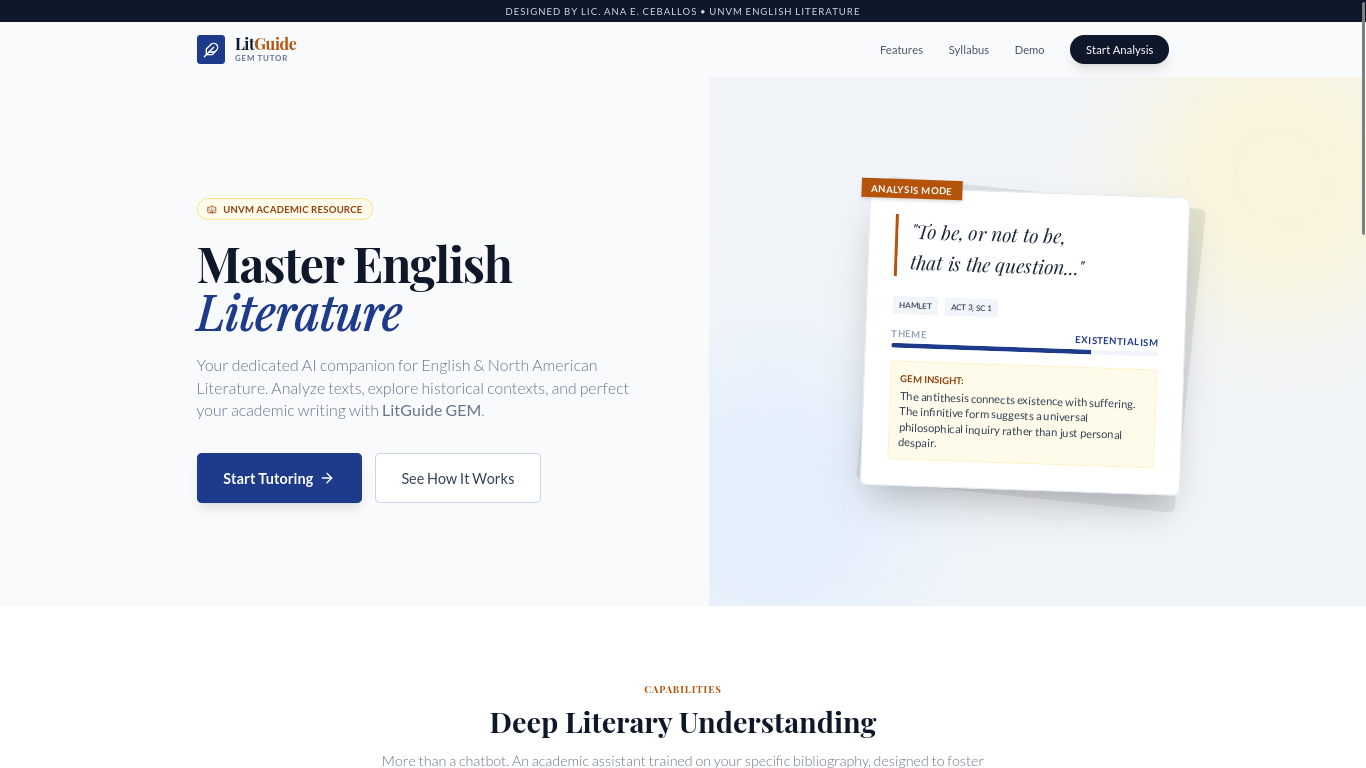 DESIGNED BY LIC. ANA E. CEBALLOS • UNVM ENGLISH LITERATURE
LitGuide
GEM TUTOR
Features
Syllabus
Demo
Start Analysis
UNVM ACADEMIC RESOURCE
Master English
Literature
Your dedicated AI companion for English & North American
Literature. Analyze texts, explore historical contexts, and perfect
your academic writing with LitGuide GEM.
Start Tutoring
See How It Works
ANALYSIS MODE
"To be, or not to be,
that is the question..."
HAMLET
ACT 3, SC 1
THEME
EXISTENTIALISM
GEM INSIGHT:
The antithesis connects existence with suffering.
The infinitive form suggests a universal
philosophical inquiry rather than just personal
despair.
CAPABILITIES
Deep Literary Understanding
More than a chatbot. An academic assistant trained on your specific bibliography, designed to foster